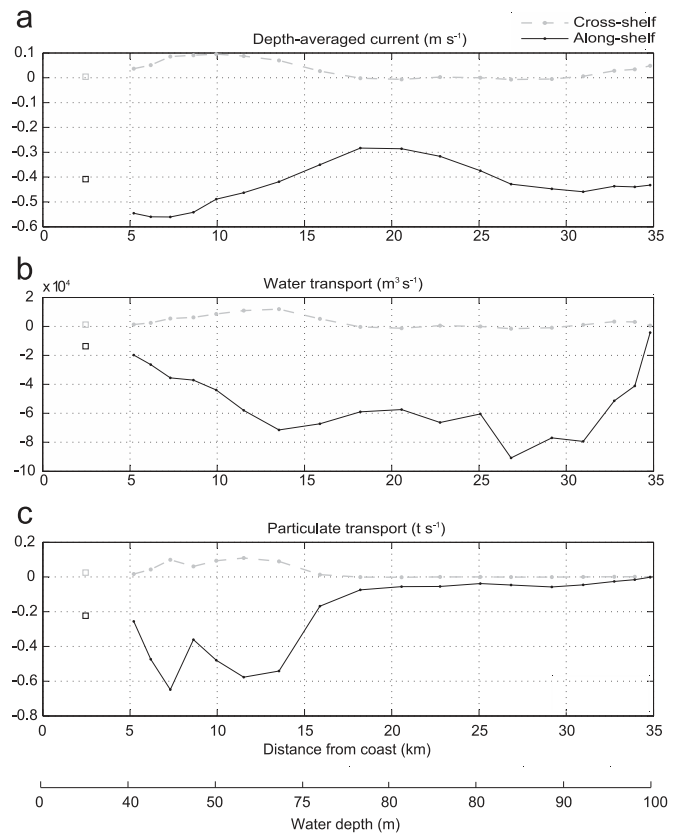 a
Cross-shelf
Along-shelf
Depth-averaged current (m s-1)
0.1
0
-0.1
-0.2
-0.3
-0.4
-0.5
-0.6
0 5 10 15 20 25 30 35
b
x 10⁴
Water transport (m³ s-1)
2
0
-2
-4
-6
-8
-10
0 5 10 15 20 25 30 35
c
Particulate transport (t s-1)
0.2
0
-0.2
-0.4
-0.6
-0.8
0 5 10 15 20 25 30 35
Distance from coast (km)
0 40 50 75 80 80 90 100
Water depth (m)